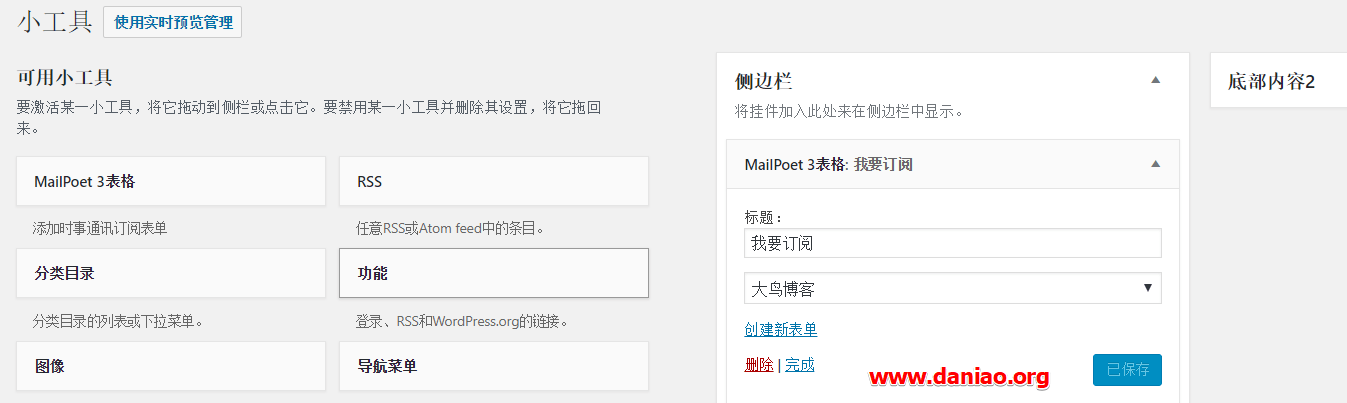 小工具 使用实时预览管理
可用小工具
要激活某一小工具，将它拖动到侧栏或点击它。要禁用某一小工具并删除其设置，将它拖回
来。
MailPoet 3表格
RSS
添加时事通讯订阅表单
任意RSS或Atom feed中的条目。
分类目录
功能
分类目录的列表或下拉菜单。
登录、RSS和WordPress.org的链接。
图像
导航菜单
侧边栏
将挂件加入此处来在侧边栏中显示。
MailPoet 3表格: 我要订阅
标题：
我要订阅
大鸟博客
创建新表单
删除 | 完成
已保存
www.daniao.org
底部内容2